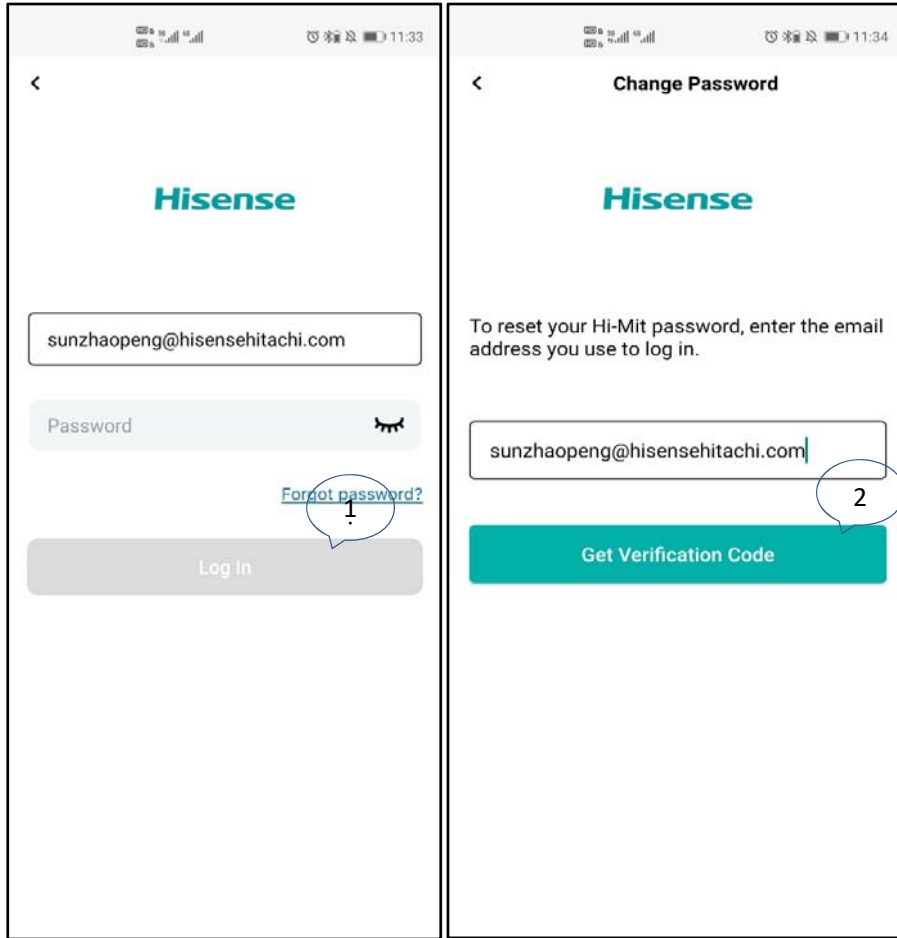 11:33
Hisense
sunzhaopeng@hisensehitachi.com
Password
Forgot password?
1.
Log In
11:34
Change Password
Hisense
To reset your Hi-Mit password, enter the email
address you use to log in.
sunzhaopeng@hisensehitachi.com
2
Get Verification Code